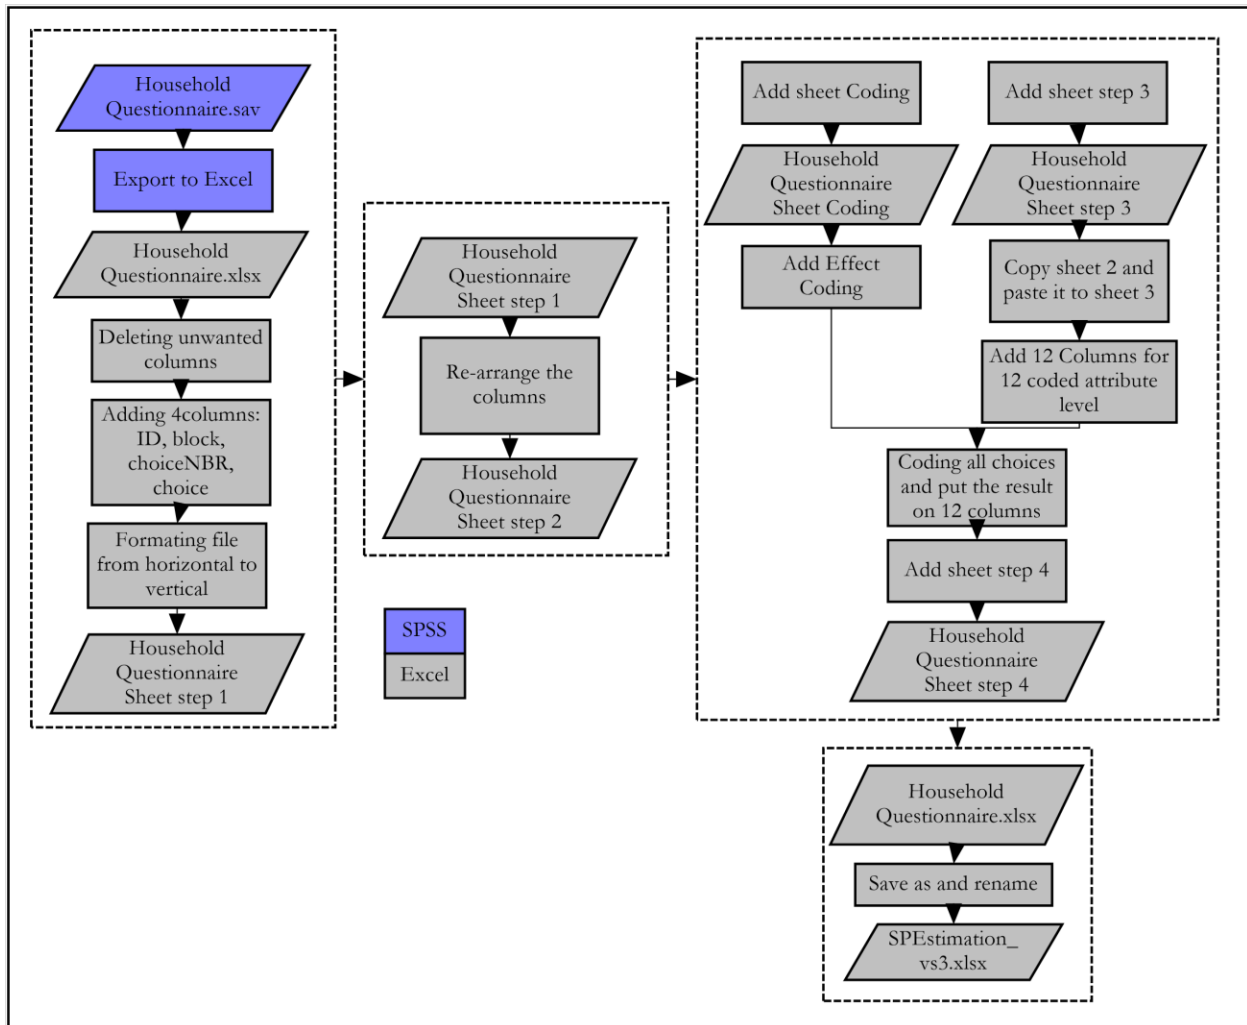 Household
Questionnaire.sav
Export to Excel
Household
Questionnaire.xlsx
Deleting unwanted
columns
Adding 4columns:
ID, block,
choiceNBR,
choice
Formating file
from horizontal to
vertical
Household
Questionnaire
Sheet step 1
Household
Questionnaire
Sheet step 1
Re-arrange the
columns
Household
Questionnaire
Sheet step 2
SPSS
Excel
Add sheet Coding
Household
Questionnaire
Sheet Coding
Add Effect
Coding
Add sheet step 3
Household
Questionnaire
Sheet step 3
Copy sheet 2 and
paste it to sheet 3
Add 12 Columns for
12 coded attribute
level
Coding all choices
and put the result
on 12 columns
Add sheet step 4
Household
Questionnaire
Sheet step 4
Household
Questionnaire.xlsx
Save as and rename
SPEstimation_
vs3.xlsx